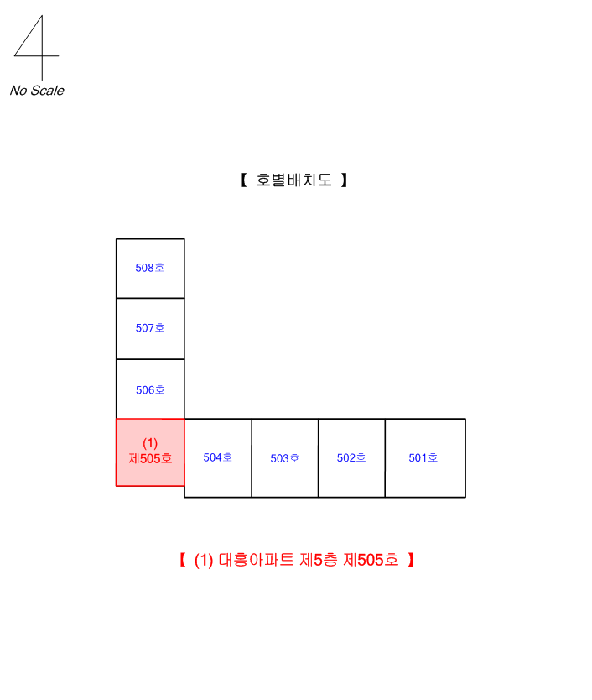 No Scale
【 호별배치도 】
508호
507호
506호
(1)
제505호
504호
503호
502호
501호
【 (1) 대흥아파트 제5층 제505호 】